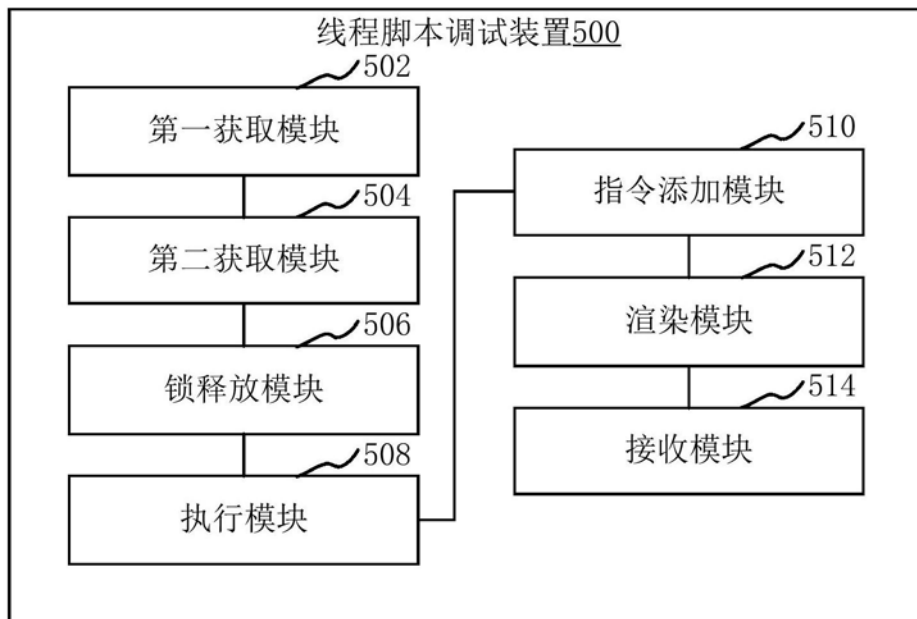 线程脚本调试装置500
502
第一获取模块
504
第二获取模块
506
锁释放模块
508
执行模块
510
指令添加模块
512
渲染模块
514
接收模块